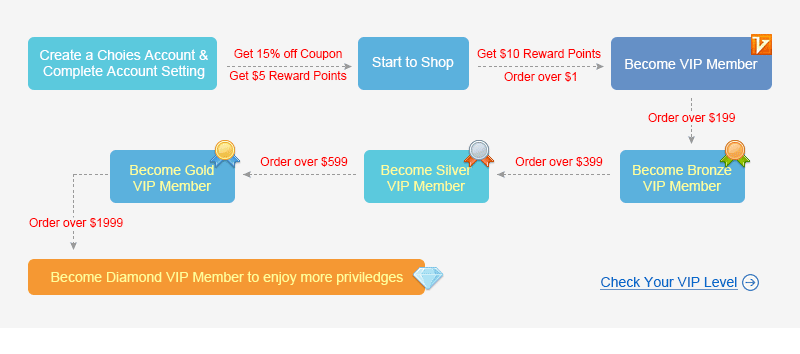 Create a Choies Account &
Complete Account Setting
Get 15% off Coupon
Get $5 Reward Points
Start to Shop
Get $10 Reward Points
Order over $1
Become VIP Member
Order over $199
Become Bronze
VIP Member
Order over $399
Become Silver
VIP Member
Order over $599
Become Gold
VIP Member
Order over $1999
Become Diamond VIP Member to enjoy more priviledges
Check Your VIP Level